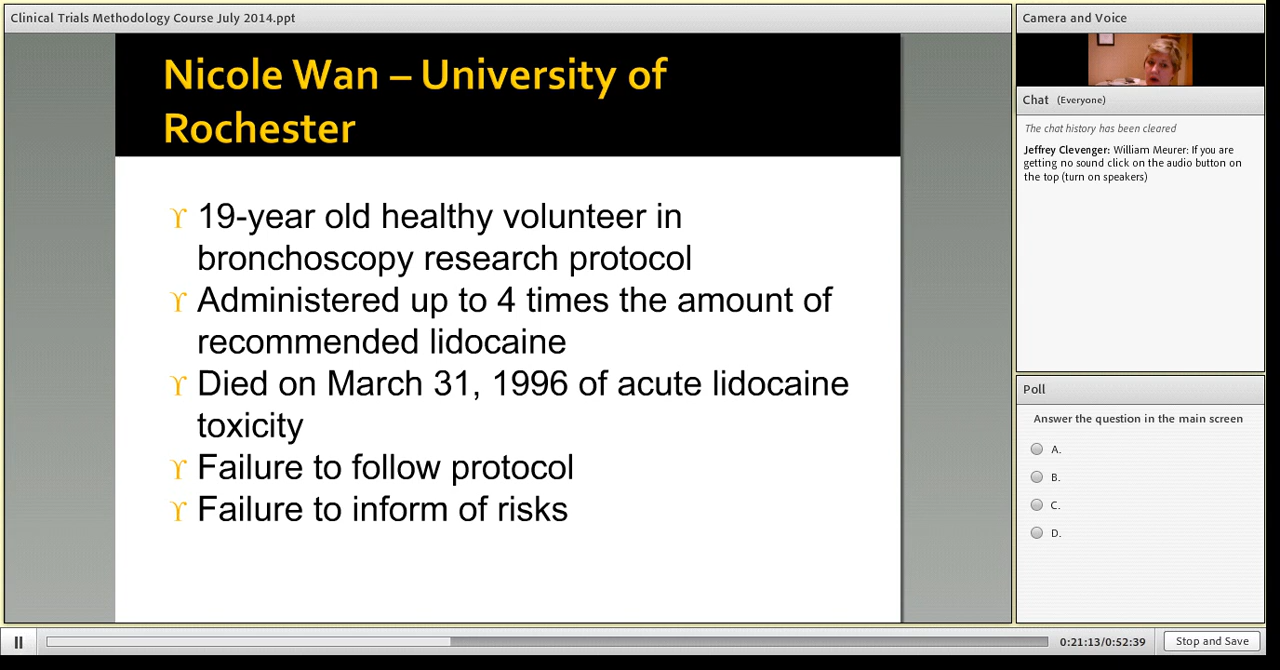 Clinical Trials Methodology Course July 2014.ppt
Nicole Wan – University of
Rochester
ϒ 19-year old healthy volunteer in
bronchoscopy research protocol
ϒ Administered up to 4 times the amount of
recommended lidocaine
ϒ Died on March 31, 1996 of acute lidocaine
toxicity
ϒ Failure to follow protocol
ϒ Failure to inform of risks
Camera and Voice
Chat (Everyone)
The chat history has been cleared
Jeffrey Clevenger: William Meurer: If you are
getting no sound click on the audio button on
the top (turn on speakers)
Poll
Answer the question in the main screen
A.
B.
C.
D.
0:21:13/0:52:39
Stop and Save